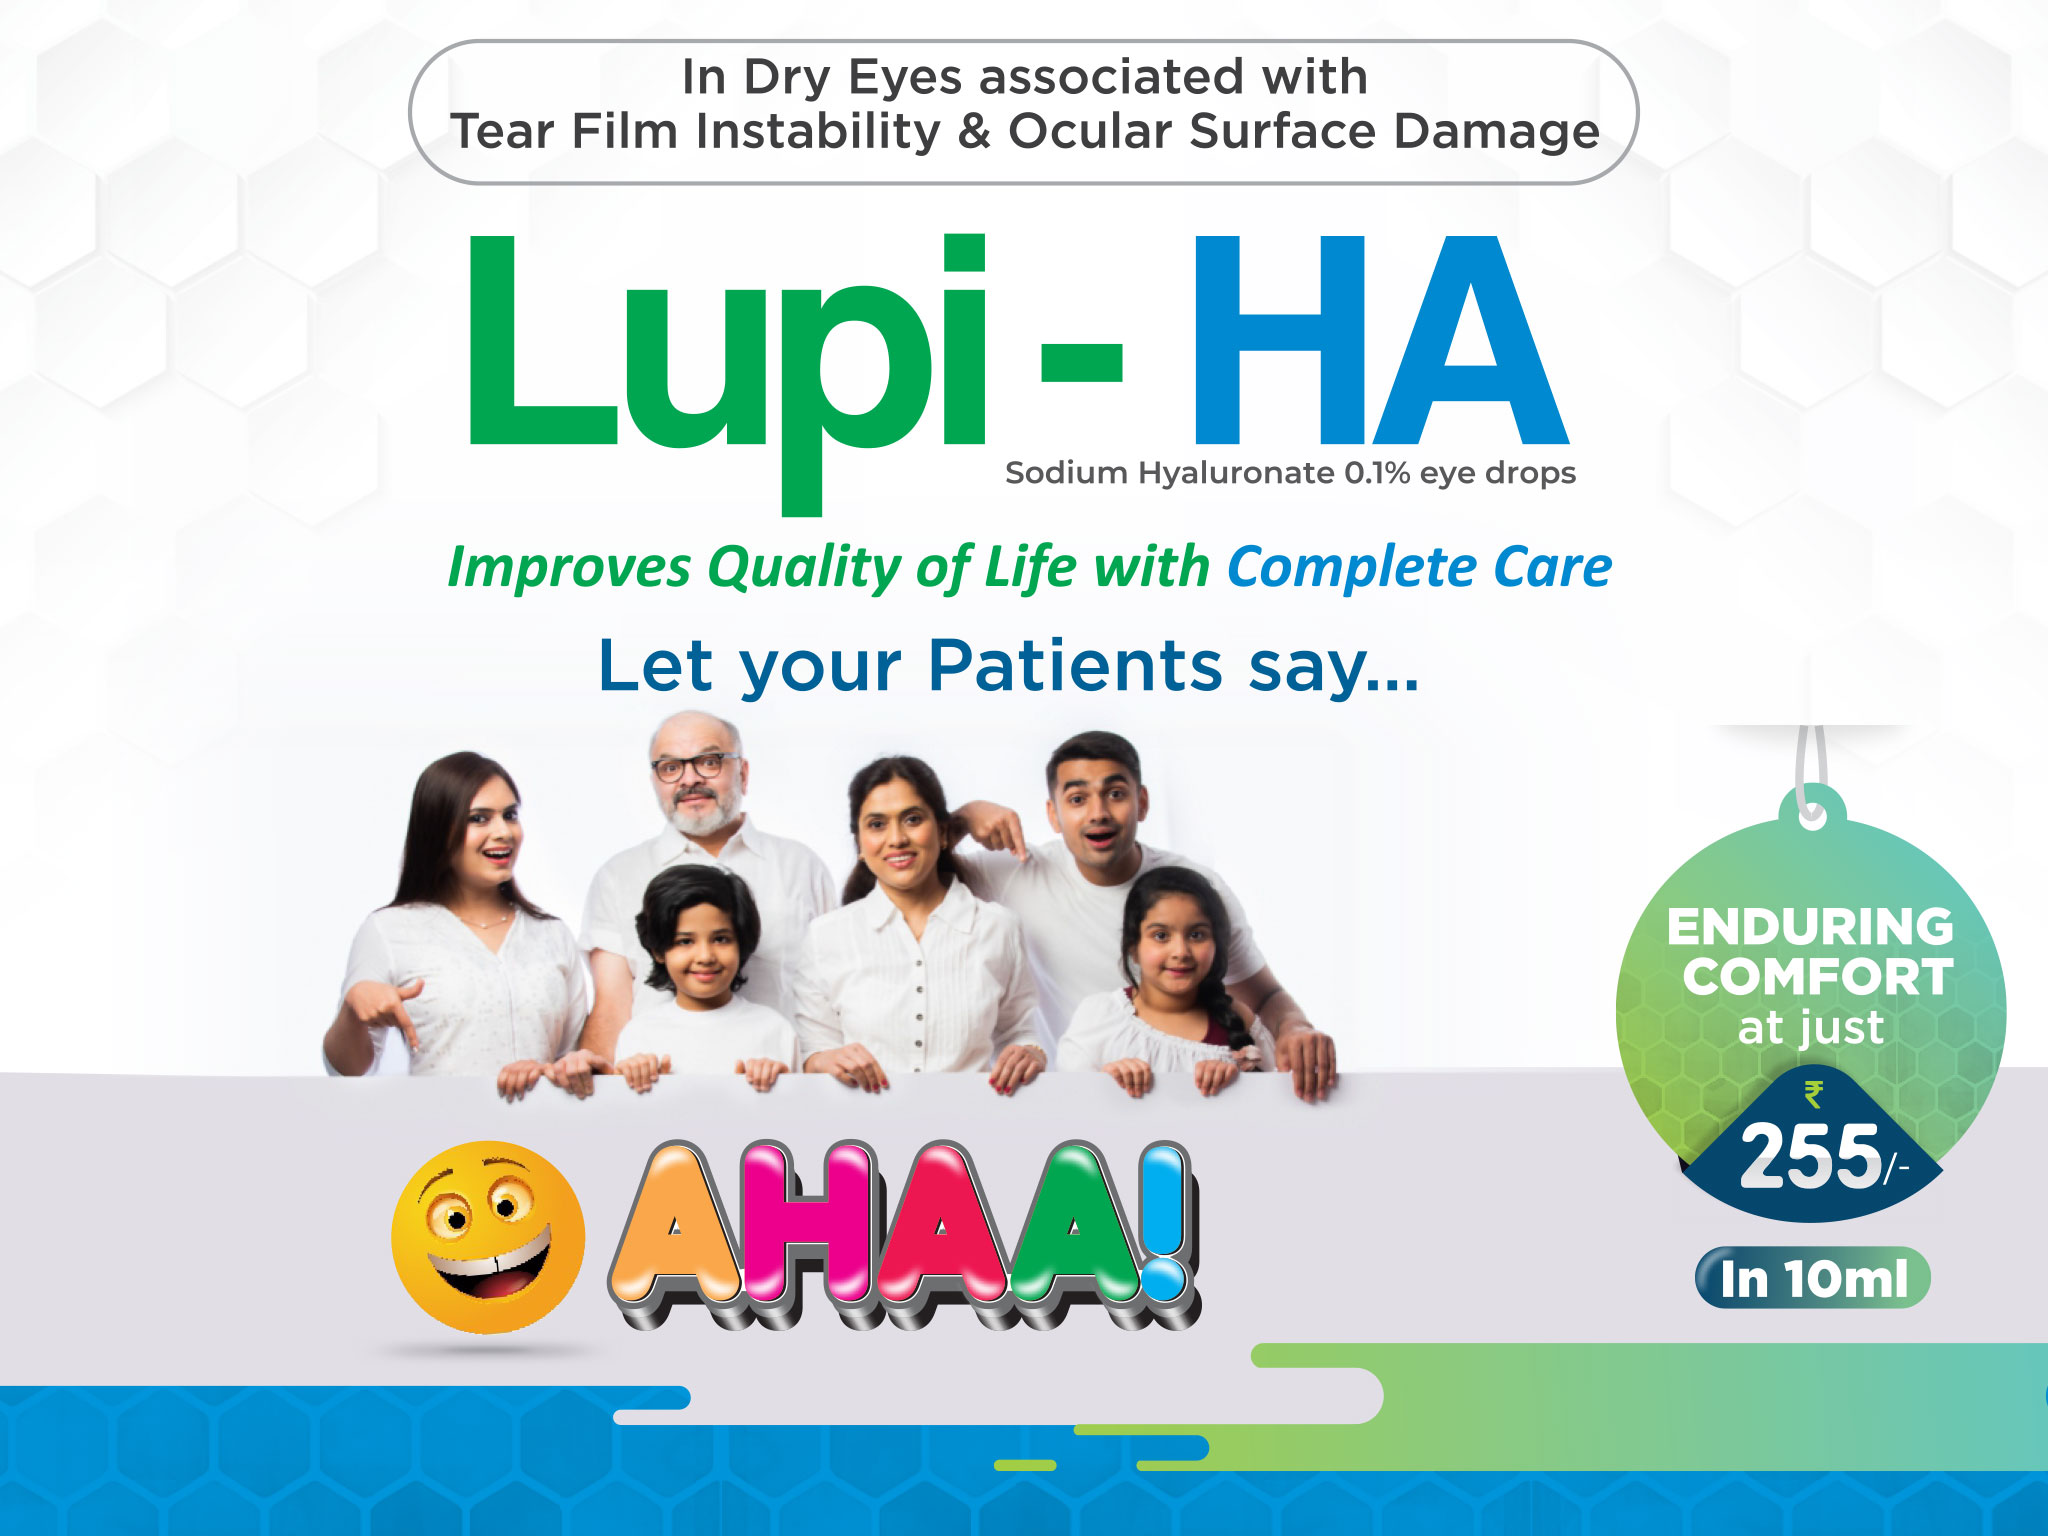 In Dry Eyes associated with
Tear Film Instability & Ocular Surface Damage
Lupi - HA
Sodium Hyaluronate 0.1% eye drops
Improves Quality of Life with Complete Care
Let your Patients say...
ENDURING
COMFORT
at just
₹
255/-
In 10ml
AHAA!